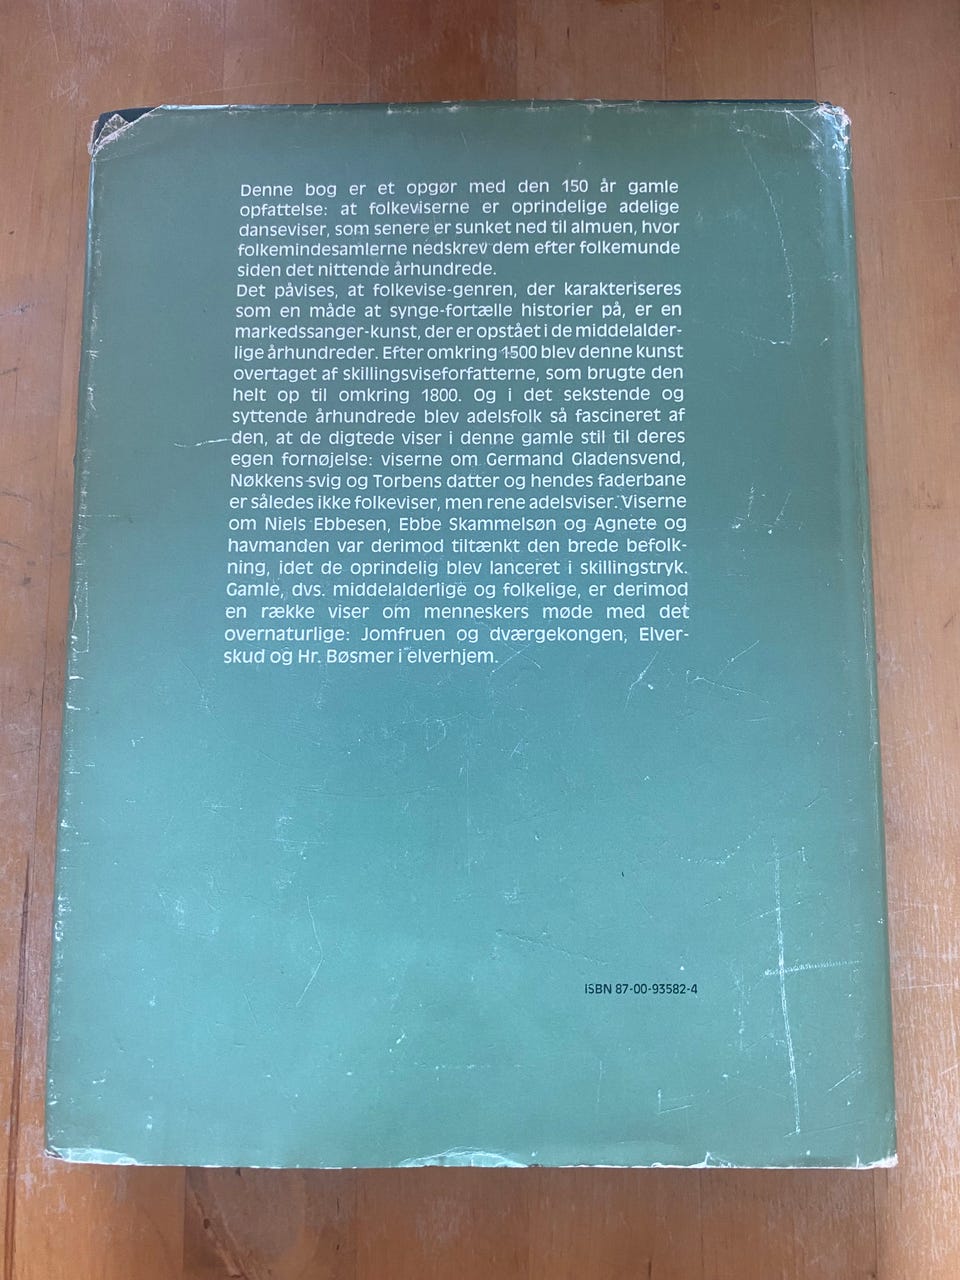 Denne bog er et opgør med den 150 år gamle
opfattelse: at folkeviserne er oprindelige adelige
danseviser, som senere er sunket ned til almuen, hvor
folkemindesamlerne nedskrev dem efter folkemunde
siden det nittende århundrede.
Det påvises, at folkevise-genren, der karakteriseres
som en måde at synge-fortælle historier på, er en
markedssanger-kunst, der er opstået i de middelalder-
lige århundreder. Efter omkring 1500 blev denne kunst
overtaget af skillingsviseforfatterne, som brugte den
helt op til omkring 1800. Og i det sekstende og
syttende århundrede blev adelsfolk så fascineret af
den, at de digtede viser i denne gamle stil til deres
egen fornøjelse: viserne om Germand Gladensvend,
Nøkkens svig og Torbens datter og hendes faderbane
er således ikke folkeviser, men rene adelsviser. Viserne
om Niels Ebbesen, Ebbe Skammelsøn og Agnete og
havmanden var derimod tiltænkt den brede befolk-
ning, idet de oprindelig blev lanceret i skillingstryk.
Gamle, dvs. middelalderlige og folkelige, er derimod
en række viser om menneskers møde med det
overnaturlige: Jomfruen og dværgekongen, Elver-
skud og Hr. Bøsmer i elverhjem.
ISBN 87-00-93582-4